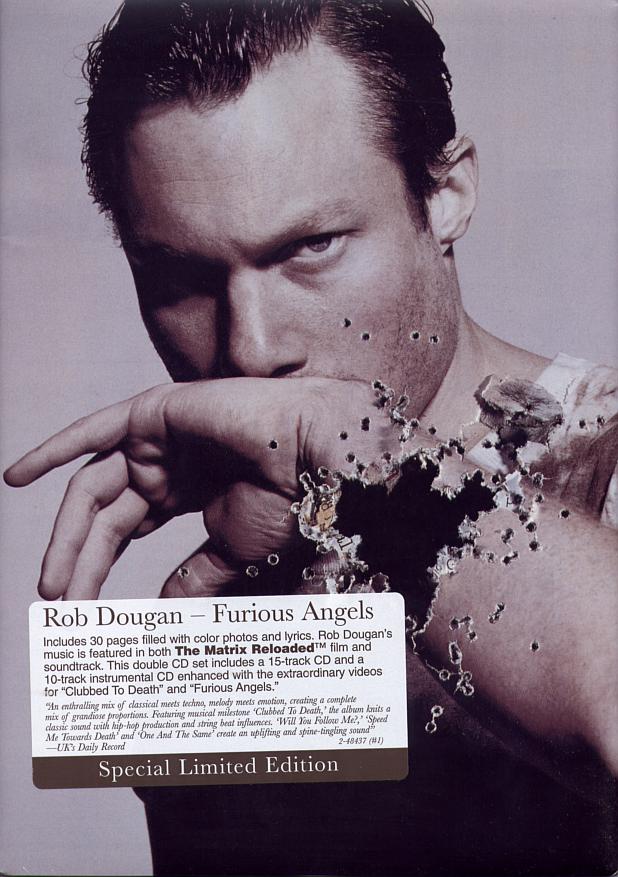 Rob Dougan – Furious Angels
Includes 30 pages filled with color photos and lyrics. Rob Dougan's
music is featured in both The Matrix Reloaded™ film and
soundtrack. This double CD set includes a 15-track CD and a
10-track instrumental CD enhanced with the extraordinary videos
for “Clubbed To Death” and “Furious Angels.”
“An enthralling mix of classical meets techno, melody meets emotion, creating a complete
mix of grandiose proportions. Featuring musical milestone ‘Clubbed To Death,’ the album knits a
classic sound with hip-hop production and string beat influences. ‘Will You Follow Me?,’ ‘Speed
Me Towards Death’ and ‘One And The Same’ create an uplifting and spine-tingling sound”
—UK's Daily Record 2-48437 (#1)
Special Limited Edition